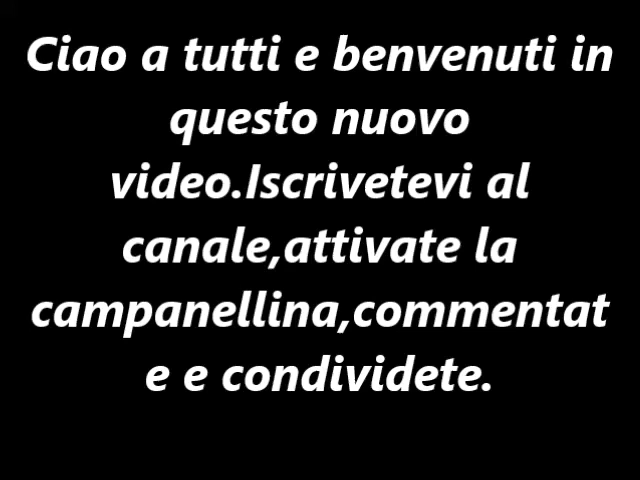 Ciao a tutti e benvenuti in
questo nuovo
video.Iscrivetevi al
canale,attivate la
campanellina,commentat
e e condividete.